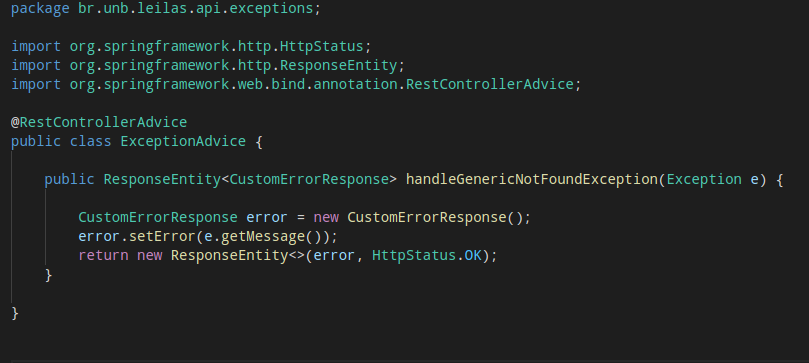 package br.unb.leilas.api.exceptions;
import org.springframework.http.HttpStatus;
import org.springframework.http.ResponseEntity;
import org.springframework.web.bind.annotation.RestControllerAdvice;
@RestControllerAdvice
public class ExceptionAdvice {
public ResponseEntity<CustomErrorResponse> handleGenericNotFoundException(Exception e) {
CustomErrorResponse error = new CustomErrorResponse();
error.setError(e.getMessage());
return new ResponseEntity<>(error, HttpStatus.OK);
}
}